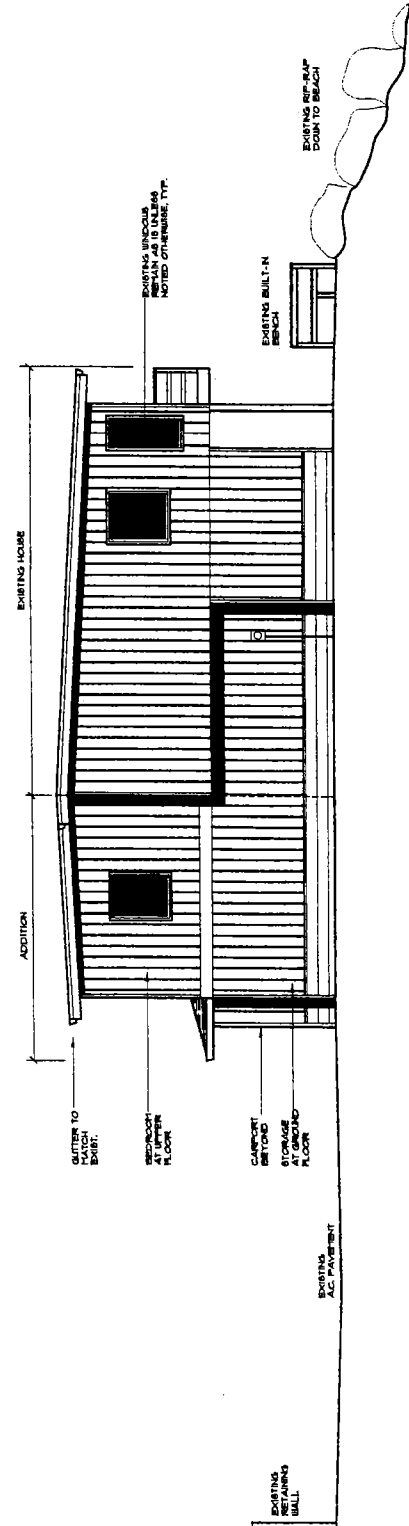 EXISTING HOUSE
ADDITION
GUTTER TO
MATCH
EXIST.
BEDROOM
AT UPPER
FLOOR
CARPORT
BEYOND
STORAGE
AT GROUND
FLOOR
EXISTING
A.C. PAVEMENT
EXISTING
RETAINING
WALL
EXISTING WINDOWS
REMAIN AS IS UNLESS
NOTED OTHERWISE, TYP.
EXISTING BUILT-IN
BENCH
EXISTING RIP-RAP
DOWN TO BEACH